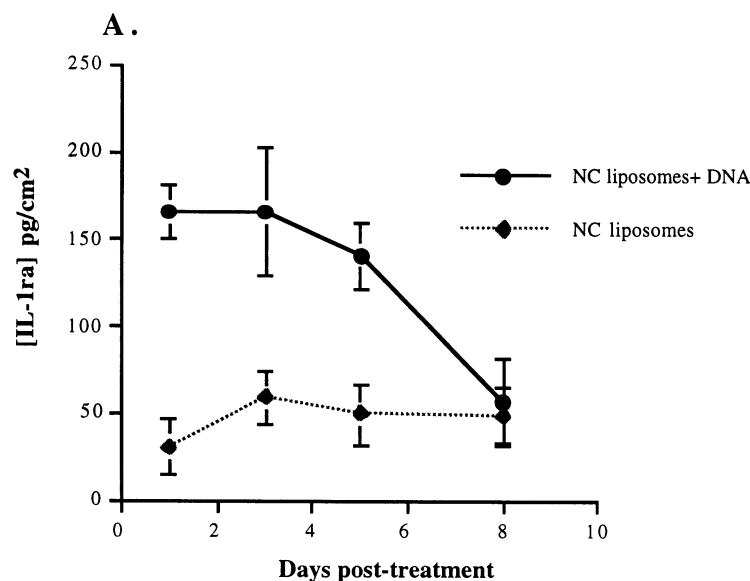 A .
250
200
150
100
50
0
[IL-1ra] pg/cm2
NC liposomes+ DNA
NC liposomes
0 2 4 6 8 10
Days post-treatment